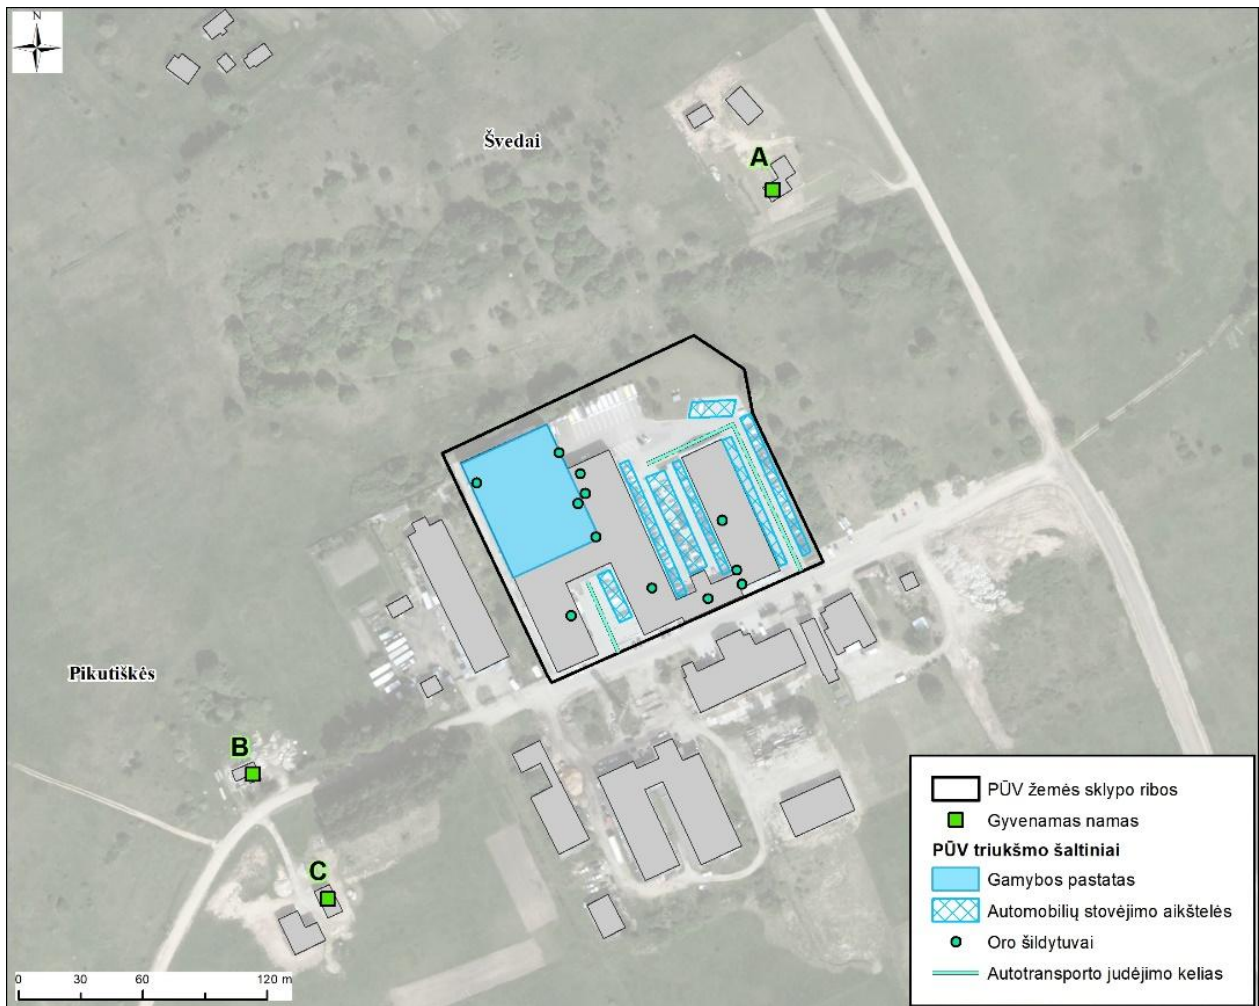 N
Švedai
A
Pikutiškės
B
C
PŪV žemės sklypo ribos
Gyvenamas namas
PŪV triukšmo šaltiniai
Gamybos pastatas
Automobilių stovėjimo aikštelės
Oro šildytuvai
Autotransporto judėjimo kelias
0 30 60 120 m